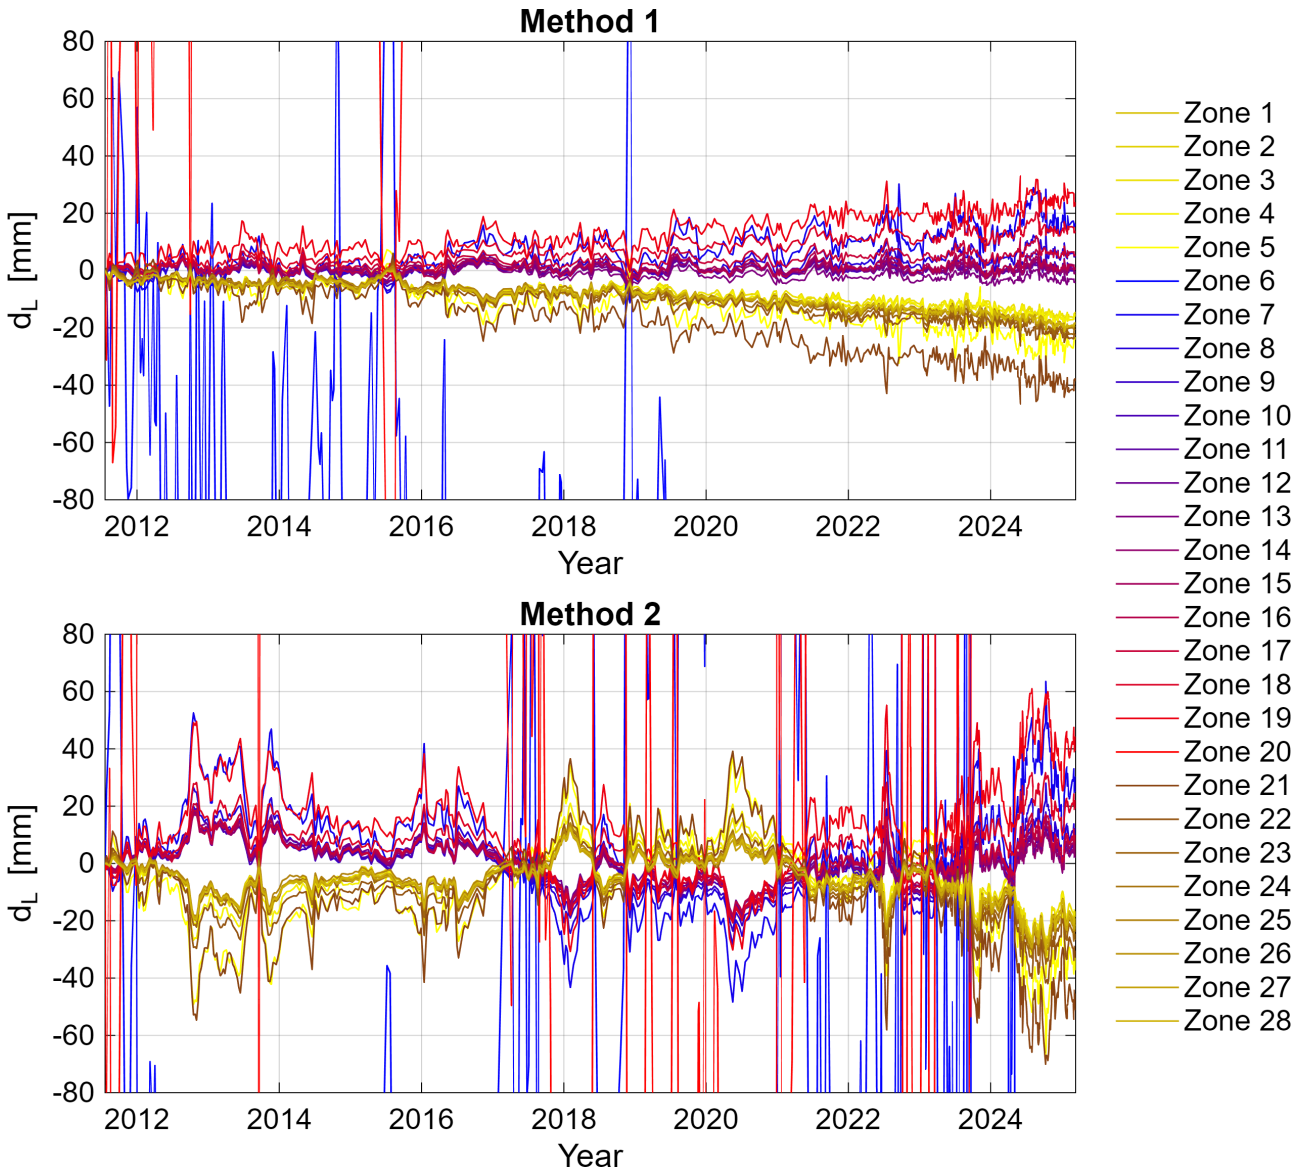 Method 1
80
60
40
20
0
-20
-40
-60
-80
d_L [mm]
2012 2014 2016 2018 2020 2022 2024
Year
Method 2
80
60
40
20
0
-20
-40
-60
-80
d_L [mm]
2012 2014 2016 2018 2020 2022 2024
Year
Zone 1
Zone 2
Zone 3
Zone 4
Zone 5
Zone 6
Zone 7
Zone 8
Zone 9
Zone 10
Zone 11
Zone 12
Zone 13
Zone 14
Zone 15
Zone 16
Zone 17
Zone 18
Zone 19
Zone 20
Zone 21
Zone 22
Zone 23
Zone 24
Zone 25
Zone 26
Zone 27
Zone 28